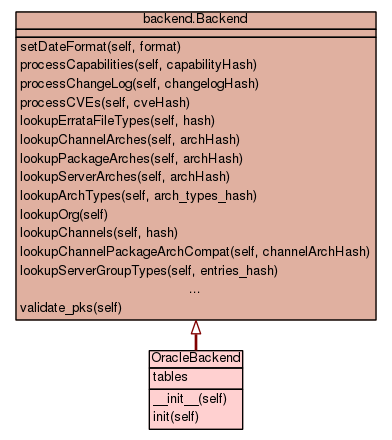 backend.Backend
setDateFormat(self, format)
processCapabilities(self, capabilityHash)
processChangeLog(self, changelogHash)
processCVEs(self, cveHash)
lookupErrataFileTypes(self, hash)
lookupChannelArches(self, archHash)
lookupPackageArches(self, archHash)
lookupServerArches(self, archHash)
lookupArchTypes(self, arch_types_hash)
lookupOrg(self)
lookupChannels(self, hash)
lookupChannelPackageArchCompat(self, channelArchHash)
lookupServerGroupTypes(self, entries_hash)
...
validate_pks(self)
OracleBackend
tables
__init__(self)
init(self)